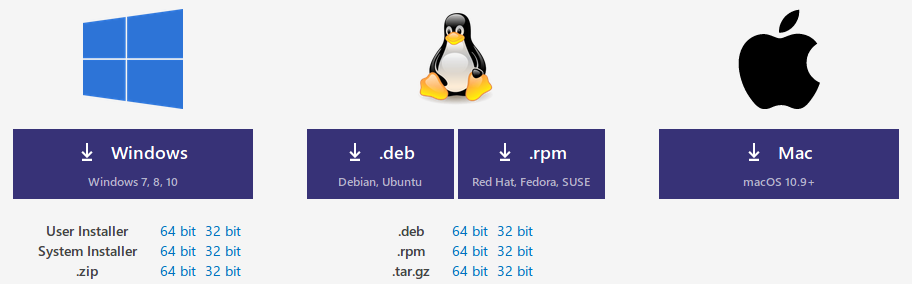 Windows
Windows 7, 8, 10
.deb
Debian, Ubuntu
.rpm
Red Hat, Fedora, SUSE
Mac
macOS 10.9+
User Installer 64 bit 32 bit
System Installer 64 bit 32 bit
.zip 64 bit 32 bit
.deb 64 bit 32 bit
.rpm 64 bit 32 bit
.tar.gz 64 bit 32 bit